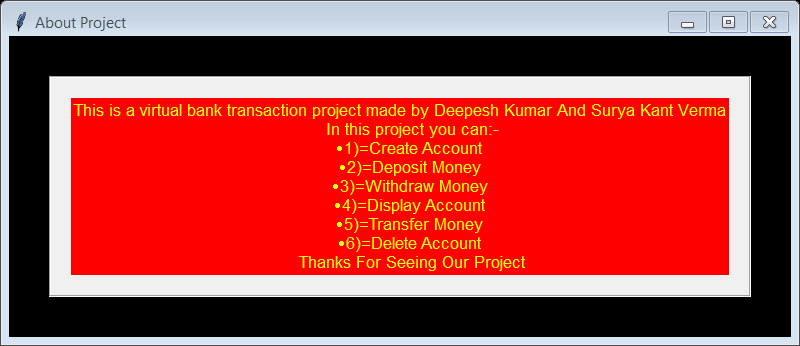 About Project
This is a virtual bank transaction project made by Deepesh Kumar And Surya Kant Verma
In this project you can:-
•1)=Create Account
•2)=Deposit Money
•3)=Withdraw Money
•4)=Display Account
•5)=Transfer Money
•6)=Delete Account
Thanks For Seeing Our Project